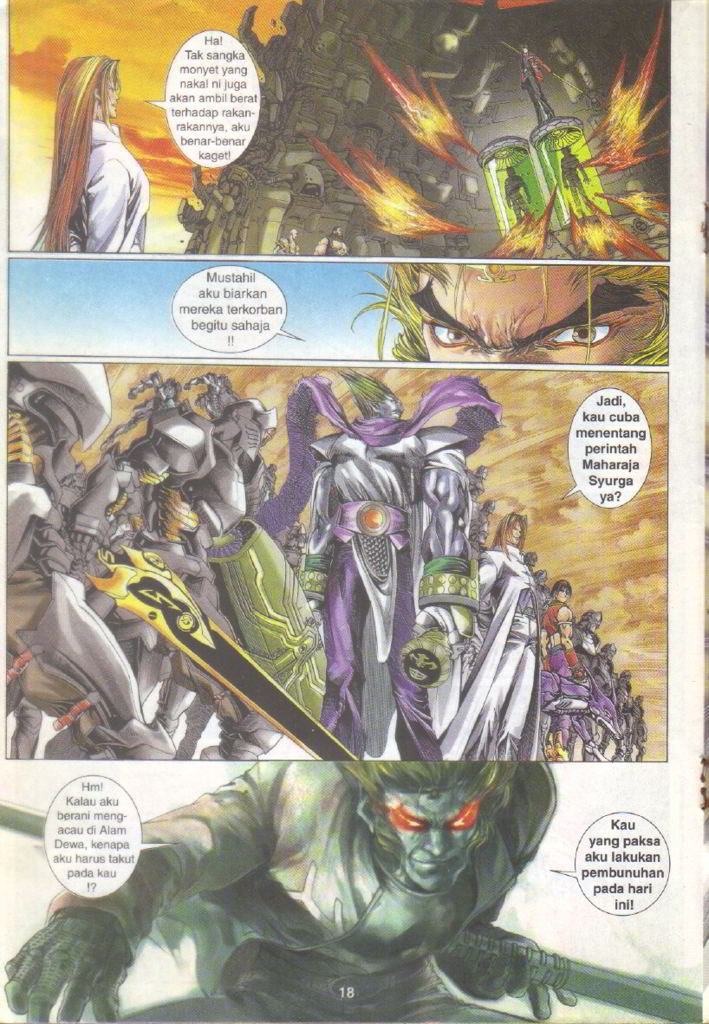 Ha!
Tak sangka
monyet yang
nakal ni juga
akan ambil berat
terhadap rakan-
rakannya, aku
benar-benar
kaget!
Mustahil
aku biarkan
mereka terkorban
begitu sahaja
!!
Jadi,
kau cuba
menentang
perintah
Maharaja
Syurga
ya?
Hm!
Kalau aku
berani meng-
acau di Alam
Dewa, kenapa
aku harus takut
pada kau
!?
Kau
yang paksa
aku lakukan
pembunuhan
pada hari
ini!
18